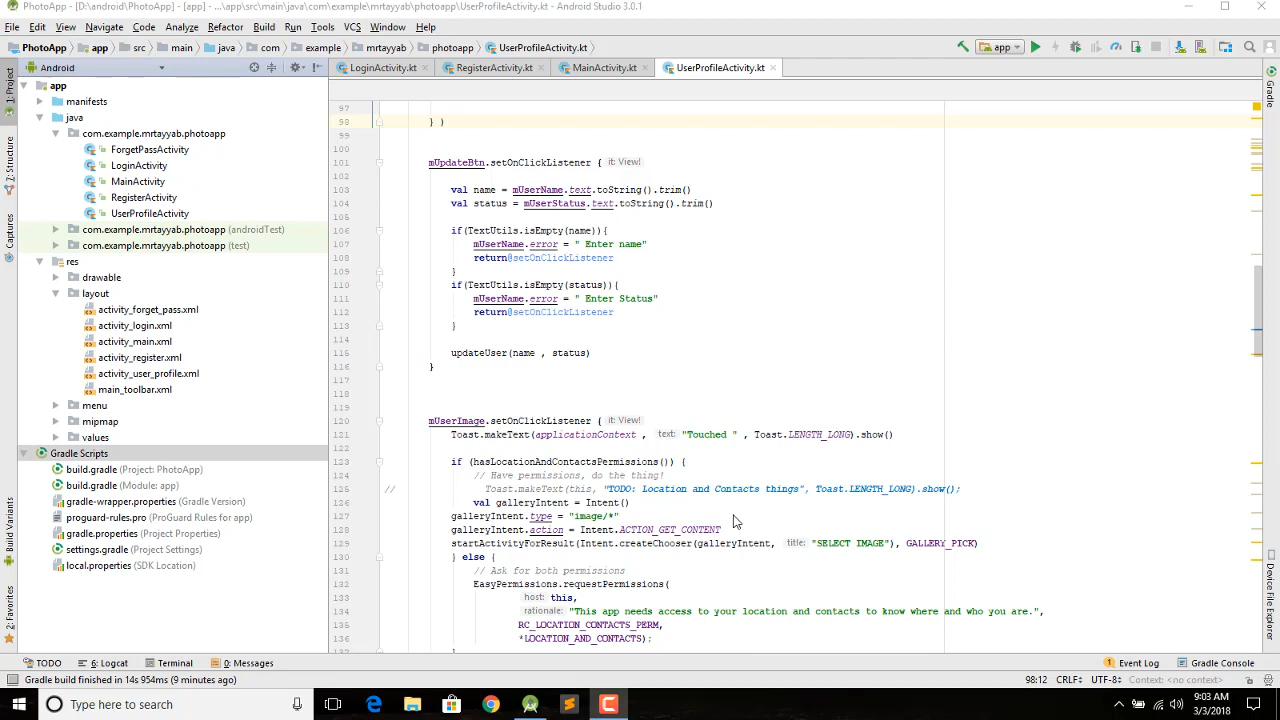 PhotoApp - [D:\android\PhotoApp] - [app] - ...\app\src\main\java\com\example\mrtayyab\photoapp\UserProfileActivity.kt - Android Studio 3.0.1
File Edit View Navigate Code Analyze Refactor Build Run Tools VCS Window Help
PhotoApp app src main java com example mrtayyab photoapp UserProfileActivity.kt app
Android LoginActivity.kt RegisterActivity.kt MainActivity.kt UserProfileActivity.kt
1: Project
Z: Structure
Captures
Build Variants
2: Favorites
Gradle
Device File Explorer
app
manifests
java
com.example.mrtayyab.photoapp
ForgetPassActivity
LoginActivity
MainActivity
RegisterActivity
UserProfileActivity
com.example.mrtayyab.photoapp (androidTest)
com.example.mrtayyab.photoapp (test)
res
drawable
layout
activity_forget_pass.xml
activity_login.xml
activity_main.xml
activity_register.xml
activity_user_profile.xml
main_toolbar.xml
menu
mipmap
values
Gradle Scripts
build.gradle (Project: PhotoApp)
build.gradle (Module: app)
gradle-wrapper.properties (Gradle Version)
proguard-rules.pro (ProGuard Rules for app)
gradle.properties (Project Properties)
settings.gradle (Project Settings)
local.properties (SDK Location)
97
98 } )
99
100
101 mUpdateBtn.setOnClickListener { it: View!
102
103 val name = mUserName.text.toString().trim()
104 val status = mUserStatus.text.toString().trim()
105
106 if(TextUtils.isEmpty(name)){
107 mUserName.error = " Enter name"
108 return@setOnClickListener
109 }
110 if(TextUtils.isEmpty(status)){
111 mUserName.error = " Enter Status"
112 return@setOnClickListener
113 }
114
115 updateUser(name , status)
116 }
117
118
119
120 mUserImage.setOnClickListener { it: View!
121 Toast.makeText(applicationContext , text: "Touched " , Toast.LENGTH_LONG).show()
122
123 if (hasLocationAndContactsPermissions()) {
124 // Have permissions, do the thing!
125 // Toast.makeText(this, "TODO: Location and Contacts things", Toast.LENGTH_LONG).show();
126 val galleryIntent = Intent()
127 galleryIntent.type = "image/*"
128 galleryIntent.action = Intent.ACTION_GET_CONTENT
129 startActivityForResult(Intent.createChooser(galleryIntent, title: "SELECT IMAGE"), GALLERY_PICK)
130 } else {
131 // Ask for both permissions
132 EasyPermissions.requestPermissions(
133 host: this,
134 rationale: "This app needs access to your location and contacts to know where and who you are.",
135 RC_LOCATION_CONTACTS_PERM,
136 *LOCATION_AND_CONTACTS);
137 }
TODO 6: Logcat Terminal 0: Messages Event Log Gradle Console
Gradle build finished in 14s 954ms (9 minutes ago) 98:12 CRLF÷ UTF-8÷ Context: <no context>
Type here to search
9:03 AM
3/3/2018